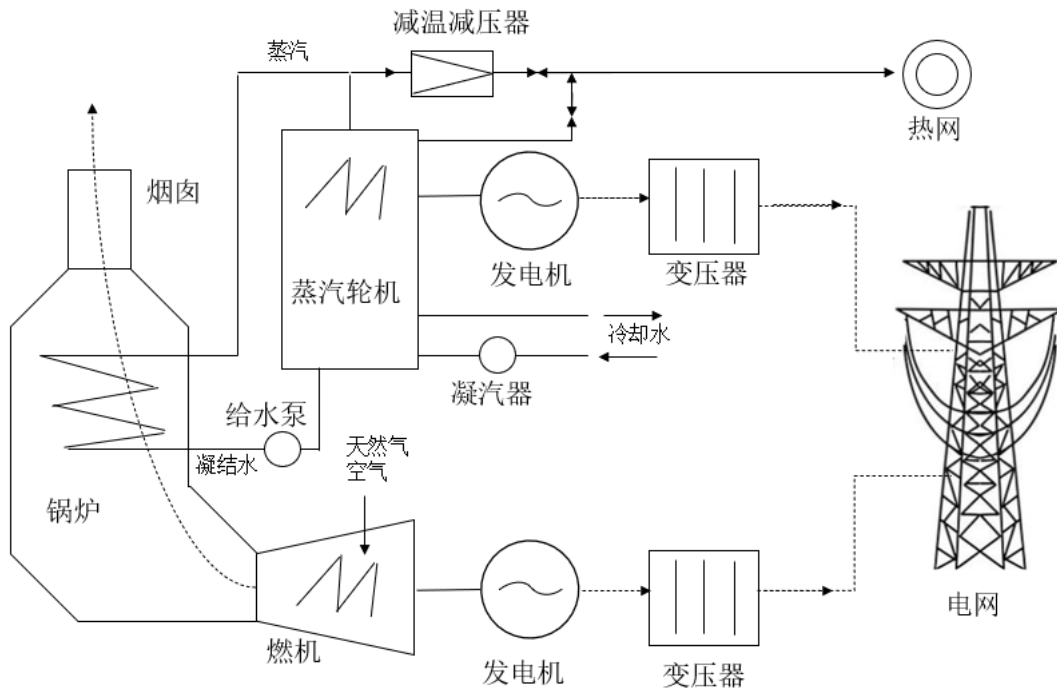 减温减压器
蒸汽
热网
烟囱
发电机
变压器
蒸汽轮机
冷却水
凝汽器
给水泵
凝结水
天然气
空气
锅炉
燃机
发电机
变压器
电网